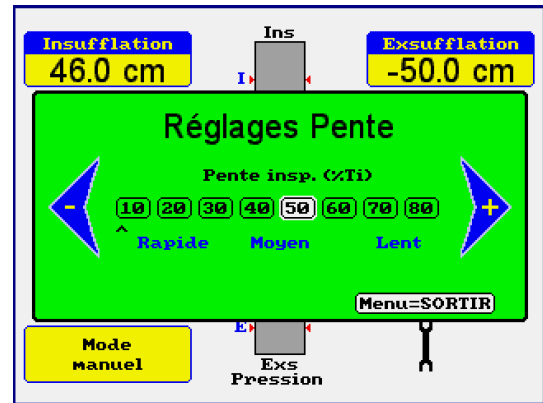 Ins
Insufflation
46.0 cm
Exsufflation
-50.0 cm
I
Réglages Pente
Pente insp. (%Ti)
- 10 20 30 40 50 60 70 80 +
^
Rapide Moyen Lent
Menu=SORTIR
E
Mode
manuel
Exs
Pression